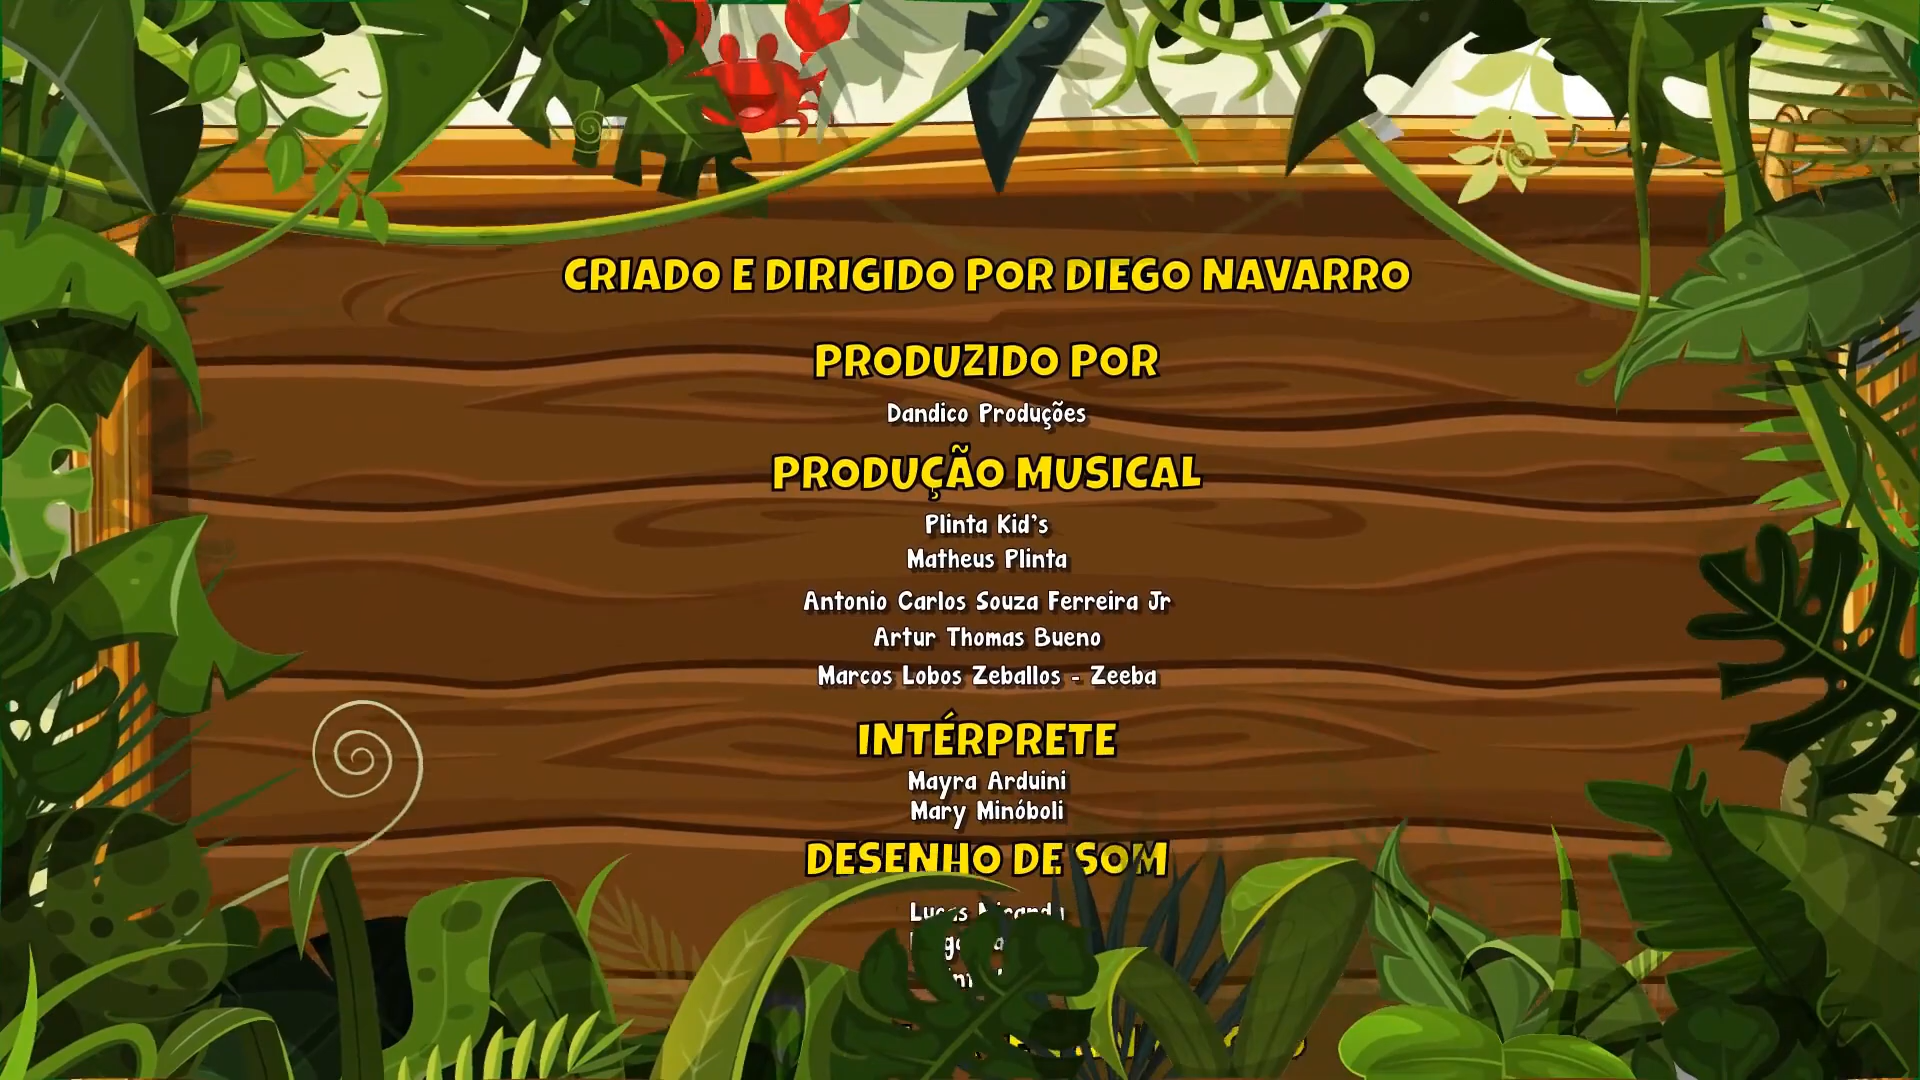 CRIADO E DIRIGIDO POR DIEGO NAVARRO
PRODUZIDO POR
Dandico Produções
PRODUÇÃO MUSICAL
Plinta Kid's
Matheus Plinta
Antonio Carlos Souza Ferreira Jr
Artur Thomas Bueno
Marcos Lobos Zeballos - Zeeba
INTÉRPRETE
Mayra Arduini
Mary Minóboli
DESENHO DE SOM
Lucas